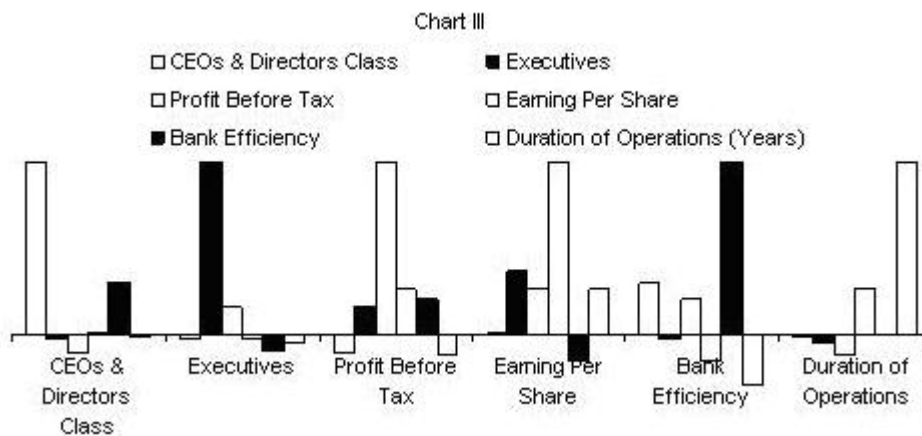 Chart III
CEOs & Directors Class
Executives
Profit Before Tax
Earning Per Share
Bank Efficiency
Duration of Operations (Years)
CEOs &
Directors
Class
Executives
Profit Before
Tax
Earning Per
Share
Bank
Efficiency
Duration of
Operations